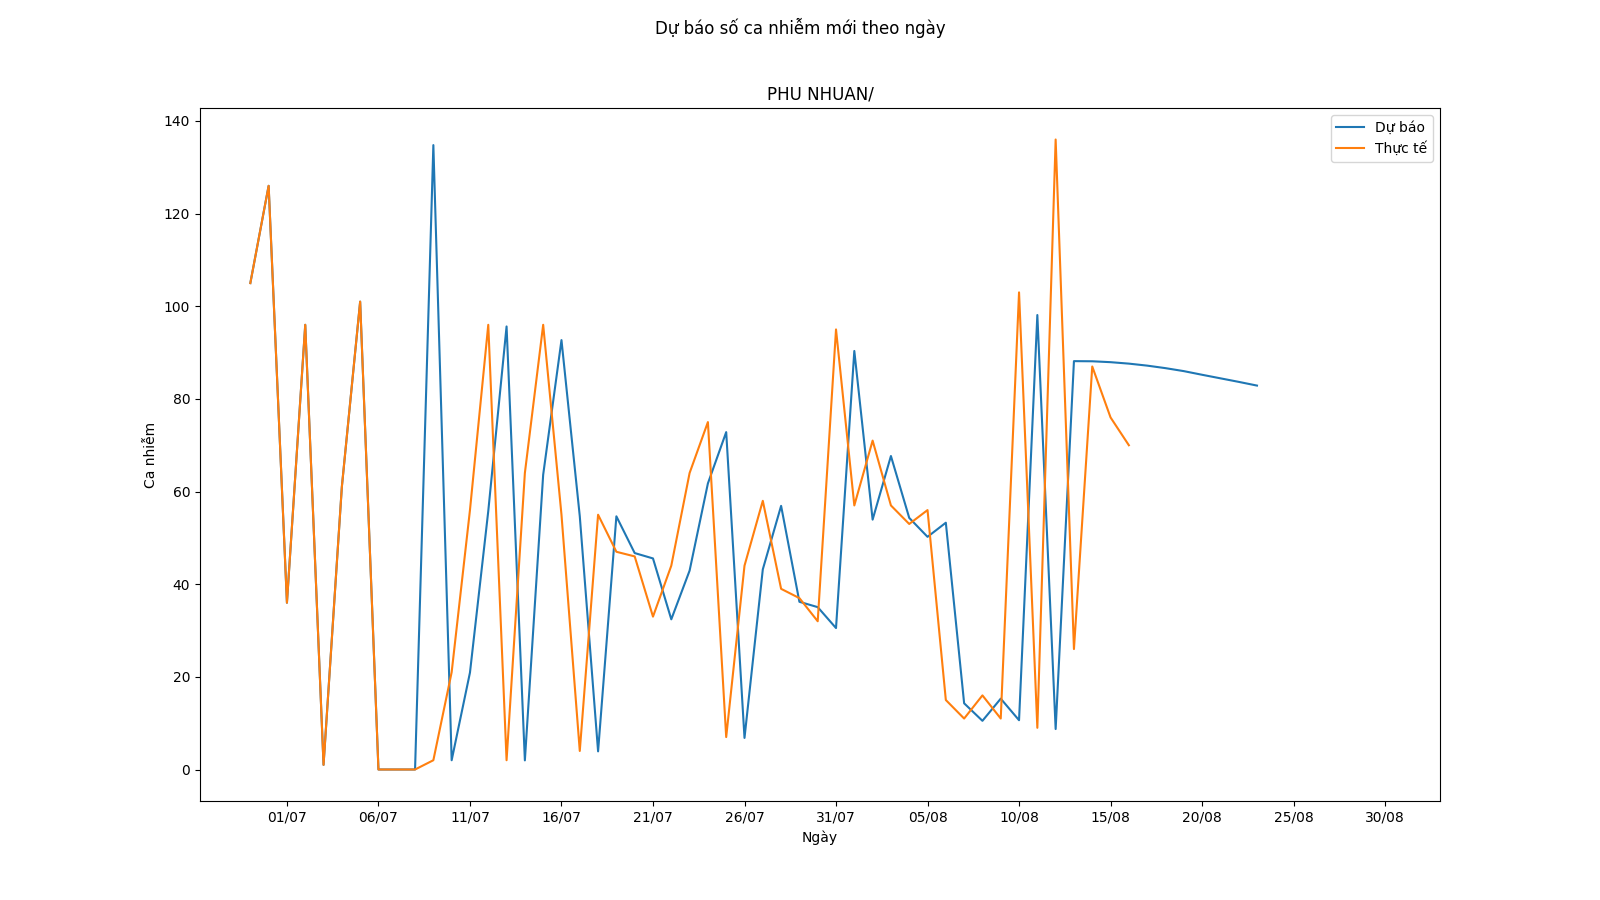 Dự báo số ca nhiễm mới theo ngày
PHU NHUAN/
Dự báo
Thực tế
140
120
100
80
60
40
20
0
Ca nhiễm
01/07 06/07 11/07 16/07 21/07 26/07 31/07 05/08 10/08 15/08 20/08 25/08 30/08
Ngày